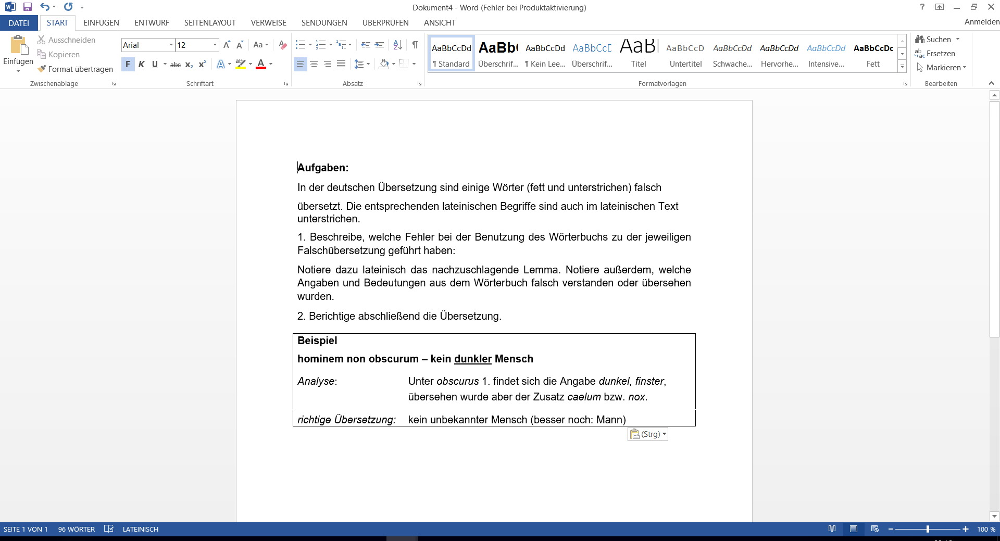 Dokument4 - Word (Fehler bei Produktaktivierung)
?
DATEI START EINFÜGEN ENTWURF SEITENLAYOUT VERWEISE SENDUNGEN ÜBERPRÜFEN ANSICHT Anmelden
Einfügen
Ausschneiden
Kopieren
Format übertragen
Zwischenablage
Arial 12
F K U abc x₂ x² A ab A
Aa
Schriftart
Absatz
AaBbCcDd AaBb( AaBbCcDd AaBbCcE AaBl AaBbCcD AaBbCcDd AaBbCcDd AaBbCcDd AaBbCcDc
¶ Standard Überschrif... ¶ Kein Lee... Überschrif... Titel Untertitel Schwache... Hervorhe... Intensive... Fett
Formatvorlagen
Suchen
Ersetzen
Markieren
Bearbeiten
Aufgaben:
In der deutschen Übersetzung sind einige Wörter (fett und unterstrichen) falsch
übersetzt. Die entsprechenden lateinischen Begriffe sind auch im lateinischen Text
unterstrichen.
1. Beschreibe, welche Fehler bei der Benutzung des Wörterbuchs zu der jeweiligen
Falschübersetzung geführt haben:
Notiere dazu lateinisch das nachzuschlagende Lemma. Notiere außerdem, welche
Angaben und Bedeutungen aus dem Wörterbuch falsch verstanden oder übersehen
wurden.
2. Berichtige abschließend die Übersetzung.
Beispiel
hominem non obscurum – kein dunkler Mensch
Analyse: Unter obscurus 1. findet sich die Angabe dunkel, finster,
übersehen wurde aber der Zusatz caelum bzw. nox.
richtige Übersetzung: kein unbekannter Mensch (besser noch: Mann)
(Strg)
SEITE 1 VON 1 96 WÖRTER LATEINISCH 100 %